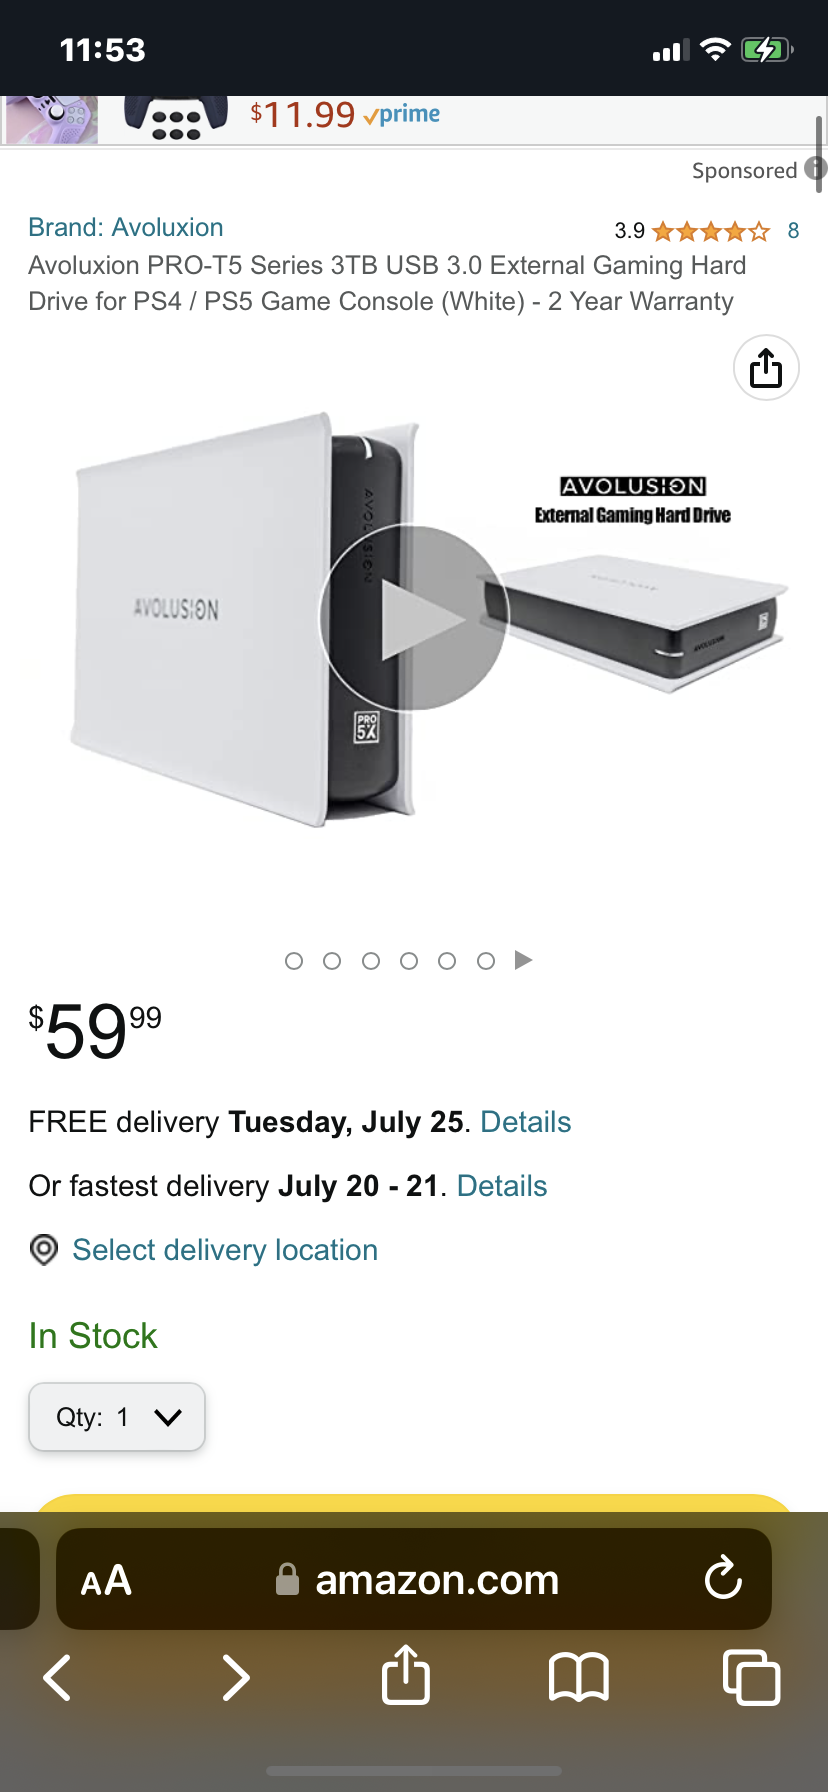 11:53
$11.99 prime
Sponsored
Brand: Avoluxion
3.9 8
Avoluxion PRO-T5 Series 3TB USB 3.0 External Gaming Hard
Drive for PS4 / PS5 Game Console (White) - 2 Year Warranty
AVOLUSION
AVOLUSION
PRO
5X
AVOLUSION
External Gaming Hard Drive
AVOLUSION
$5999
FREE delivery Tuesday, July 25. Details
Or fastest delivery July 20 - 21. Details
Select delivery location
In Stock
Qty: 1
AA amazon.com